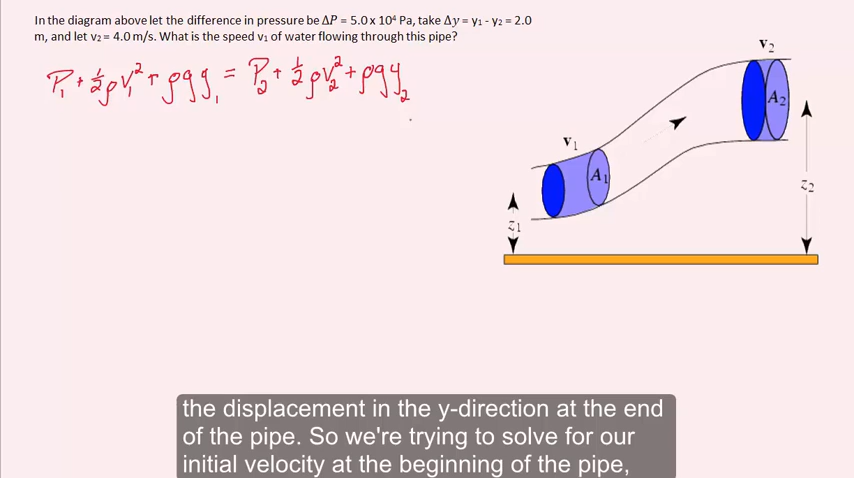 In the diagram above let the difference in pressure be ΔP = 5.0 x 10⁴ Pa, take Δy = y₁ - y₂ = 2.0
m, and let v₂ = 4.0 m/s. What is the speed v₁ of water flowing through this pipe?
P₁ + ½ρv₁² + ρgy₁ = P₂ + ½ρv₂² + ρgy₂
v₂
A₂
v₁
A₁
z₂
z₁
the displacement in the y-direction at the end
of the pipe. So we're trying to solve for our
initial velocity at the beginning of the pipe,